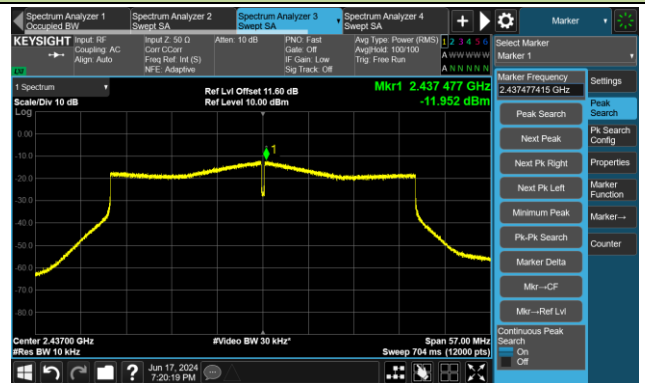 Spectrum Analyzer 1
Occupied BW
Spectrum Analyzer 2
Swept SA
Spectrum Analyzer 3
Swept SA
Spectrum Analyzer 4
Swept SA
+
Marker
KEYSIGHT
Input: RF
Coupling: AC
Align: Auto
Input Z: 50 Ω
Corr CCorr
Freq Ref: Int (S)
NFE: Adaptive
Atten: 10 dB
PNO: Fast
Gate: Off
IF Gain: Low
Sig Track: Off
Avg Type: Power (RMS)
Avg|Hold: 100/100
Trig: Free Run
1 2 3 4 5 6
A W W W W W
A N N N N N
Select Marker
Marker 1
1 Spectrum
Scale/Div 10 dB
Log
Ref Lvl Offset 11.60 dB
Ref Level 10.00 dBm
Mkr1 2.437 477 GHz
-11.952 dBm
Marker Frequency
2.437477415 GHz
Settings
Peak Search
Peak
Search
Next Peak
Pk Search
Config
Next Pk Right
Properties
Next Pk Left
Marker
Function
Minimum Peak
Marker→
Pk-Pk Search
Counter
Marker Delta
Mkr→CF
Mkr→Ref Lvl
Continuous Peak
Search
On
Off
0.00
-10.0
-20.0
-30.0
-40.0
-50.0
-60.0
-70.0
-80.0
1
Center 2.43700 GHz
#Res BW 10 kHz
#Video BW 30 kHz*
Span 57.00 MHz
Sweep 704 ms (12000 pts)
?
Jun 17, 2024
7:20:19 PM